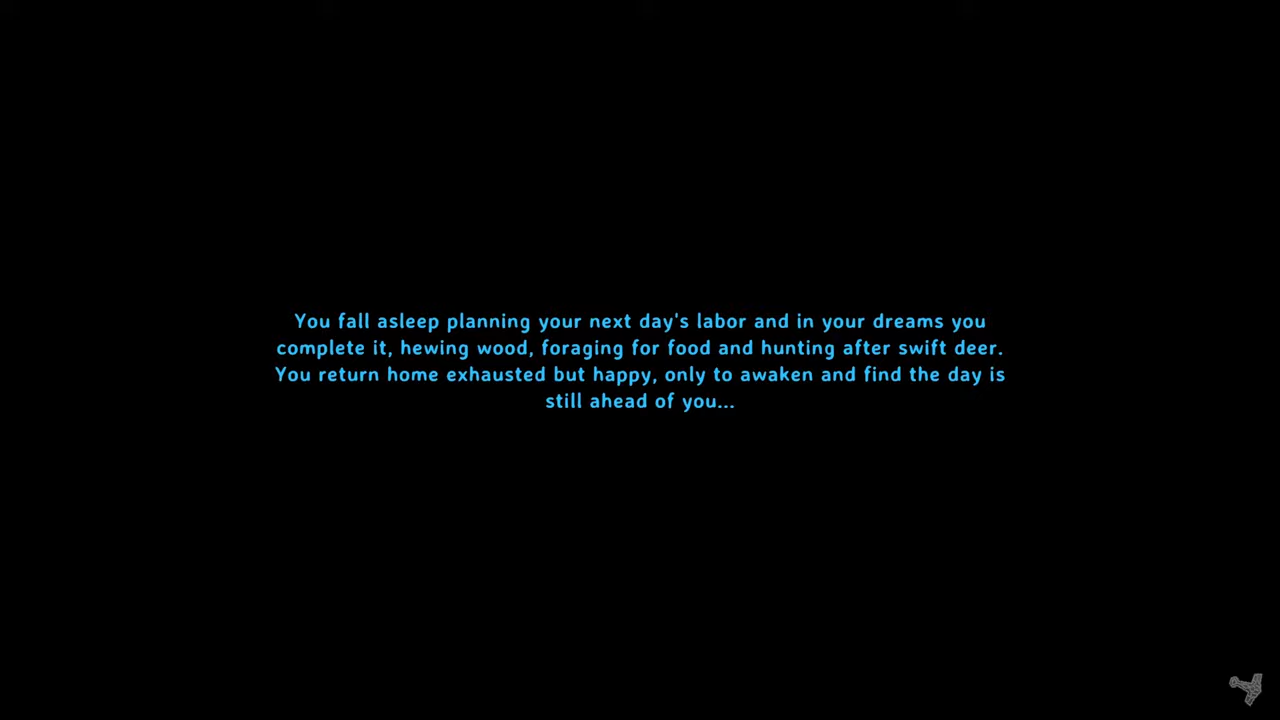 You fall asleep planning your next day's labor and in your dreams you
complete it, hewing wood, foraging for food and hunting after swift deer.
You return home exhausted but happy, only to awaken and find the day is
still ahead of you...